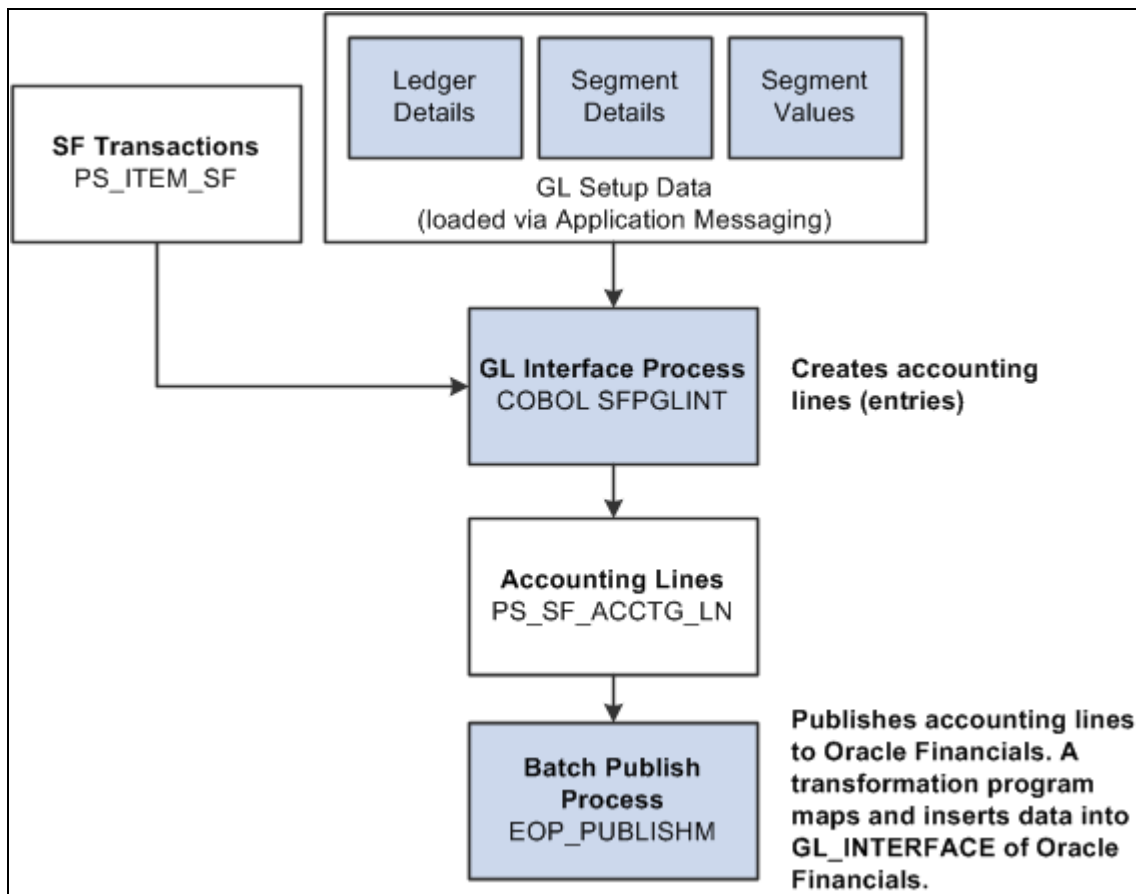 Ledger
Details
Segment
Details
Segment
Values
GL Setup Data
(loaded via Application Messaging)
SF Transactions
PS_ITEM_SF
GL Interface Process
COBOL SFPGLINT
Creates accounting
lines (entries)
Accounting Lines
PS_SF_ACCTG_LN
Batch Publish
Process
EOP_PUBLISHM
Publishes accounting lines
to Oracle Financials. A
transformation program
maps and inserts data into
GL_INTERFACE of Oracle
Financials.